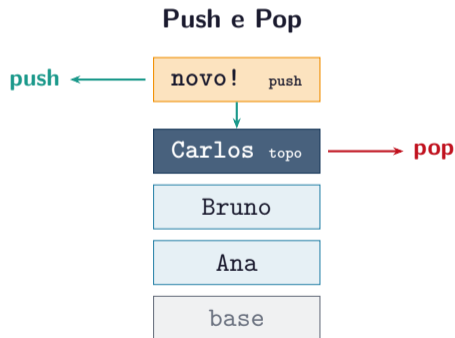 Push e Pop
push
novo! push
Carlos topo
pop
Bruno
Ana
base